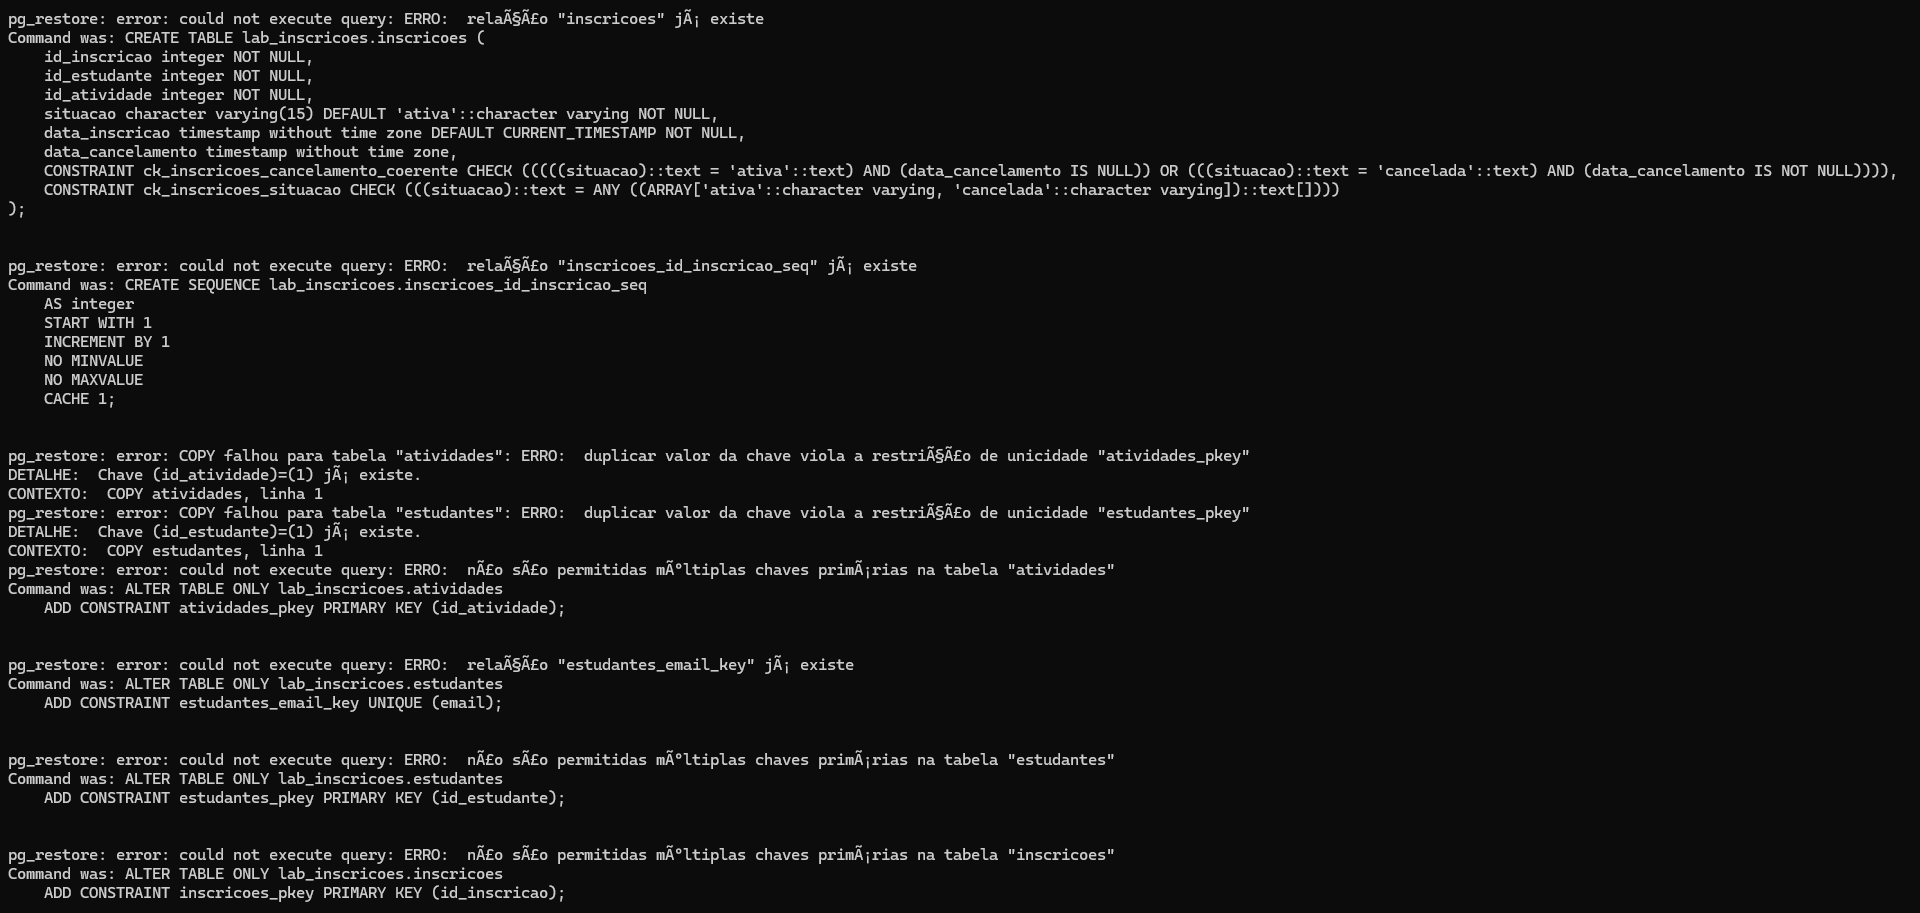 pg_restore: error: could not execute query: ERRO:  relaÃ§Ã£o "inscricoes" jÃ¡ existe
Command was: CREATE TABLE lab_inscricoes.inscricoes (
    id_inscricao integer NOT NULL,
    id_estudante integer NOT NULL,
    id_atividade integer NOT NULL,
    situacao character varying(15) DEFAULT 'ativa'::character varying NOT NULL,
    data_inscricao timestamp without time zone DEFAULT CURRENT_TIMESTAMP NOT NULL,
    data_cancelamento timestamp without time zone,
    CONSTRAINT ck_inscricoes_cancelamento_coerente CHECK (((((situacao)::text = 'ativa'::text) AND (data_cancelamento IS NULL)) OR (((situacao)::text = 'cancelada'::text) AND (data_cancelamento IS NOT NULL)))),
    CONSTRAINT ck_inscricoes_situacao CHECK (((situacao)::text = ANY ((ARRAY['ativa'::character varying, 'cancelada'::character varying])::text[])))
);
pg_restore: error: could not execute query: ERRO:  relaÃ§Ã£o "inscricoes_id_inscricao_seq" jÃ¡ existe
Command was: CREATE SEQUENCE lab_inscricoes.inscricoes_id_inscricao_seq
    AS integer
    START WITH 1
    INCREMENT BY 1
    NO MINVALUE
    NO MAXVALUE
    CACHE 1;
pg_restore: error: COPY falhou para tabela "atividades": ERRO:  duplicar valor da chave viola a restriÃ§Ã£o de unicidade "atividades_pkey"
DETALHE:  Chave (id_atividade)=(1) jÃ¡ existe.
CONTEXTO:  COPY atividades, linha 1
pg_restore: error: COPY falhou para tabela "estudantes": ERRO:  duplicar valor da chave viola a restriÃ§Ã£o de unicidade "estudantes_pkey"
DETALHE:  Chave (id_estudante)=(1) jÃ¡ existe.
CONTEXTO:  COPY estudantes, linha 1
pg_restore: error: could not execute query: ERRO:  nÃ£o sÃ£o permitidas mÃºltiplas chaves primÃ¡rias na tabela "atividades"
Command was: ALTER TABLE ONLY lab_inscricoes.atividades
    ADD CONSTRAINT atividades_pkey PRIMARY KEY (id_atividade);
pg_restore: error: could not execute query: ERRO:  relaÃ§Ã£o "estudantes_email_key" jÃ¡ existe
Command was: ALTER TABLE ONLY lab_inscricoes.estudantes
    ADD CONSTRAINT estudantes_email_key UNIQUE (email);
pg_restore: error: could not execute query: ERRO:  nÃ£o sÃ£o permitidas mÃºltiplas chaves primÃ¡rias na tabela "estudantes"
Command was: ALTER TABLE ONLY lab_inscricoes.estudantes
    ADD CONSTRAINT estudantes_pkey PRIMARY KEY (id_estudante);
pg_restore: error: could not execute query: ERRO:  nÃ£o sÃ£o permitidas mÃºltiplas chaves primÃ¡rias na tabela "inscricoes"
Command was: ALTER TABLE ONLY lab_inscricoes.inscricoes
    ADD CONSTRAINT inscricoes_pkey PRIMARY KEY (id_inscricao);